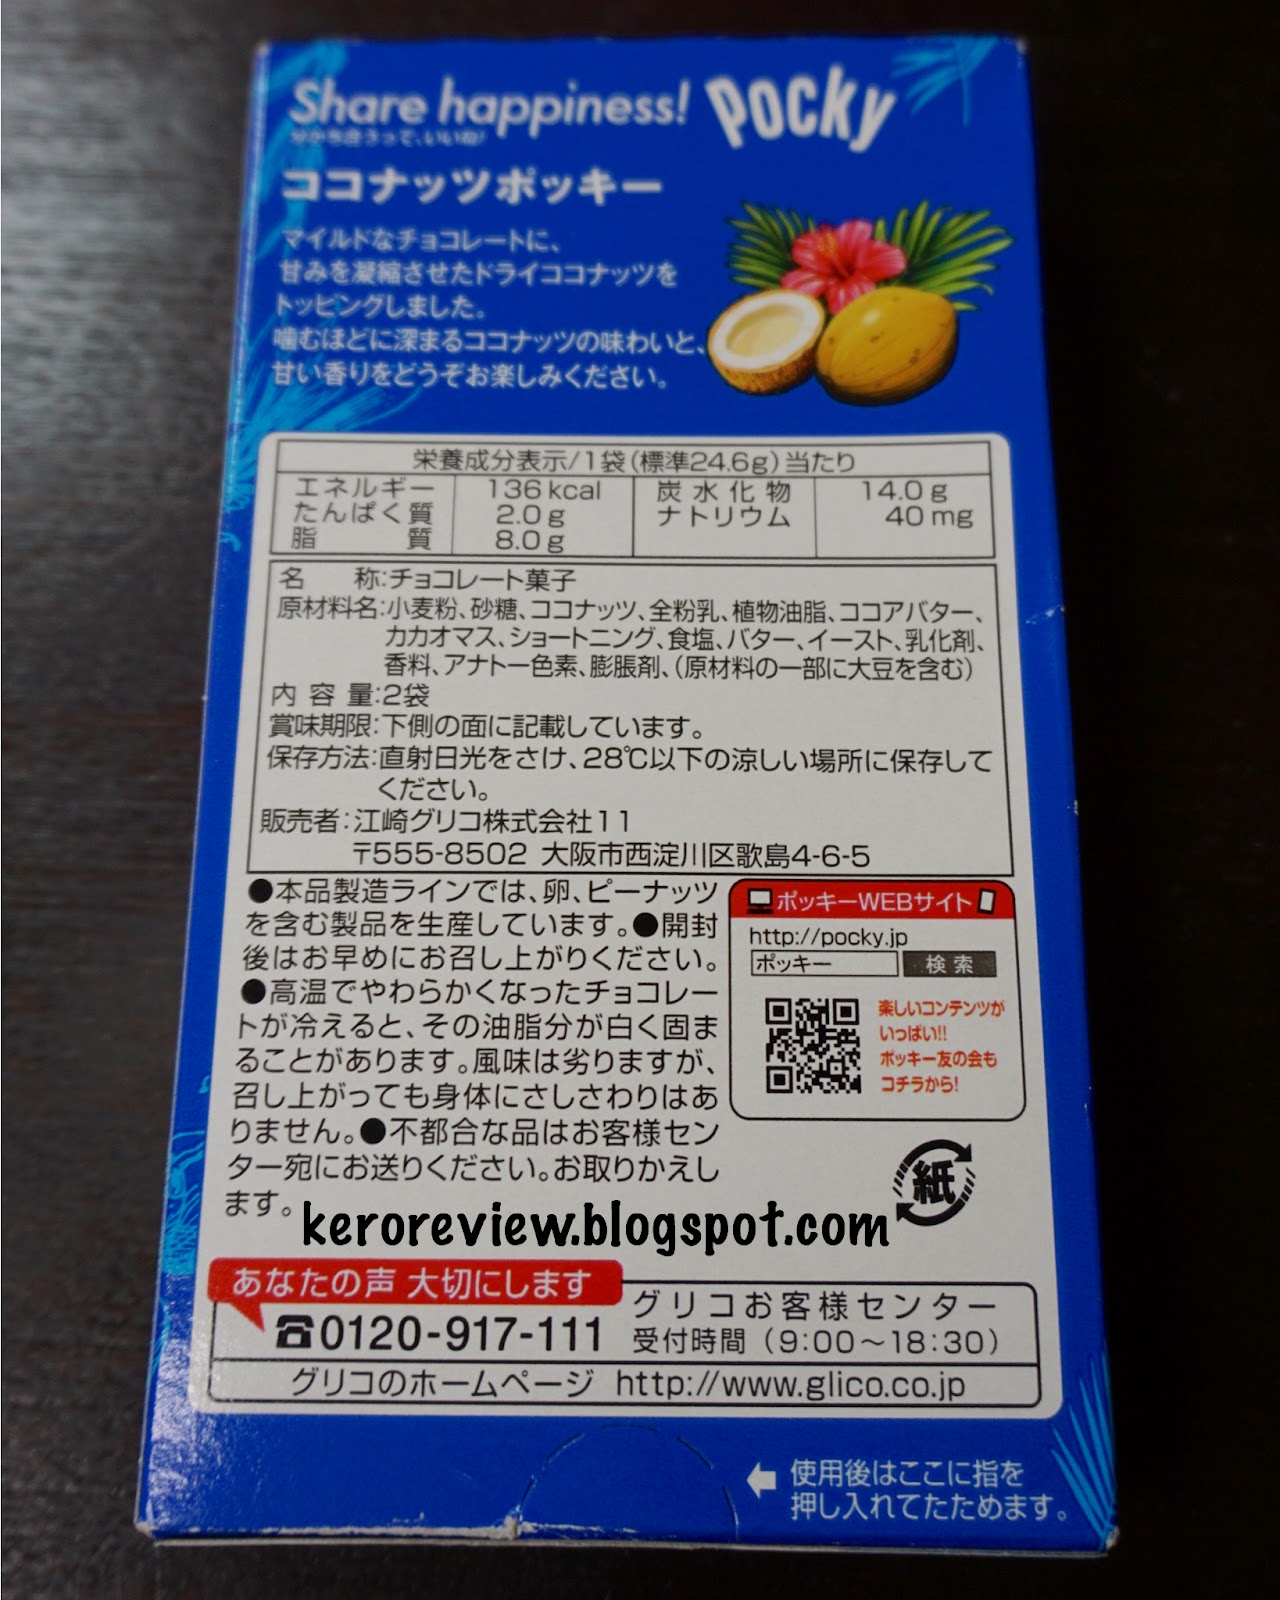 Share happiness! Pocky
分かち合うって、いいね!
ココナッツポッキー
マイルドなチョコレートに、
甘みを凝縮させたドライココナッツを
トッピングしました。
噛むほどに深まるココナッツの味わいと、
甘い香りをどうぞお楽しみください。
栄養成分表示/1袋(標準24.6g)当たり
エネルギー 136kcal 炭水化物 14.0g
たんぱく質 2.0g ナトリウム 40mg
脂質 8.0g
名称:チョコレート菓子
原材料名:小麦粉、砂糖、ココナッツ、全粉乳、植物油脂、ココアバター、
カカオマス、ショートニング、食塩、バター、イースト、乳化剤、
香料、アナトー色素、膨脹剤、(原材料の一部に大豆を含む)
内容量:2袋
賞味期限:下側の面に記載しています。
保存方法:直射日光をさけ、28℃以下の涼しい場所に保存して
ください。
販売者:江崎グリコ株式会社11
〒555-8502 大阪市西淀川区歌島4-6-5
●本品製造ラインでは、卵、ピーナッツ
を含む製品を生産しています。●開封
後はお早めにお召し上がりください。
●高温でやわらかくなったチョコレー
トが冷えると、その油脂分が白く固ま
ることがあります。風味は劣りますが、
召し上がっても身体にさしさわりはあ
りません。●不都合な品はお客様セン
ター宛にお送りください。お取りかえし
ます。
ポッキーWEBサイト
http://pocky.jp
ポッキー 検索
楽しいコンテンツが
いっぱい!!
ポッキー友の会も
コチラから!
紙
keroreview.blogspot.com
あなたの声 大切にします
☎0120-917-111
グリコお客様センター
受付時間(9:00〜18:30)
グリコのホームページ http://www.glico.co.jp
使用後はここに指を
押し入れてたためます。